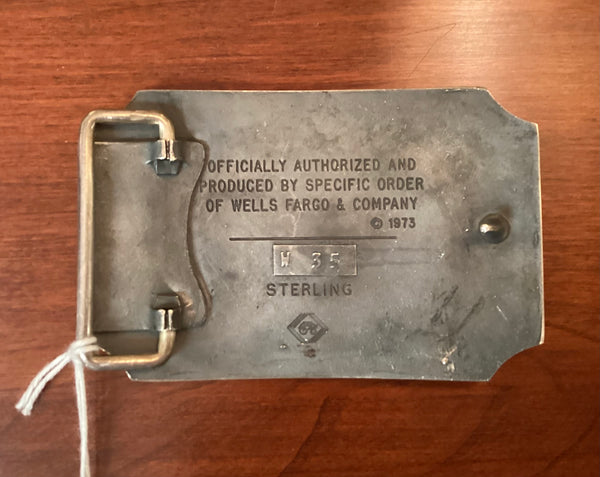 OFFICIALLY AUTHORIZED AND
PRODUCED BY SPECIFIC ORDER
OF WELLS FARGO & COMPANY
© 1973
W 35
STERLING